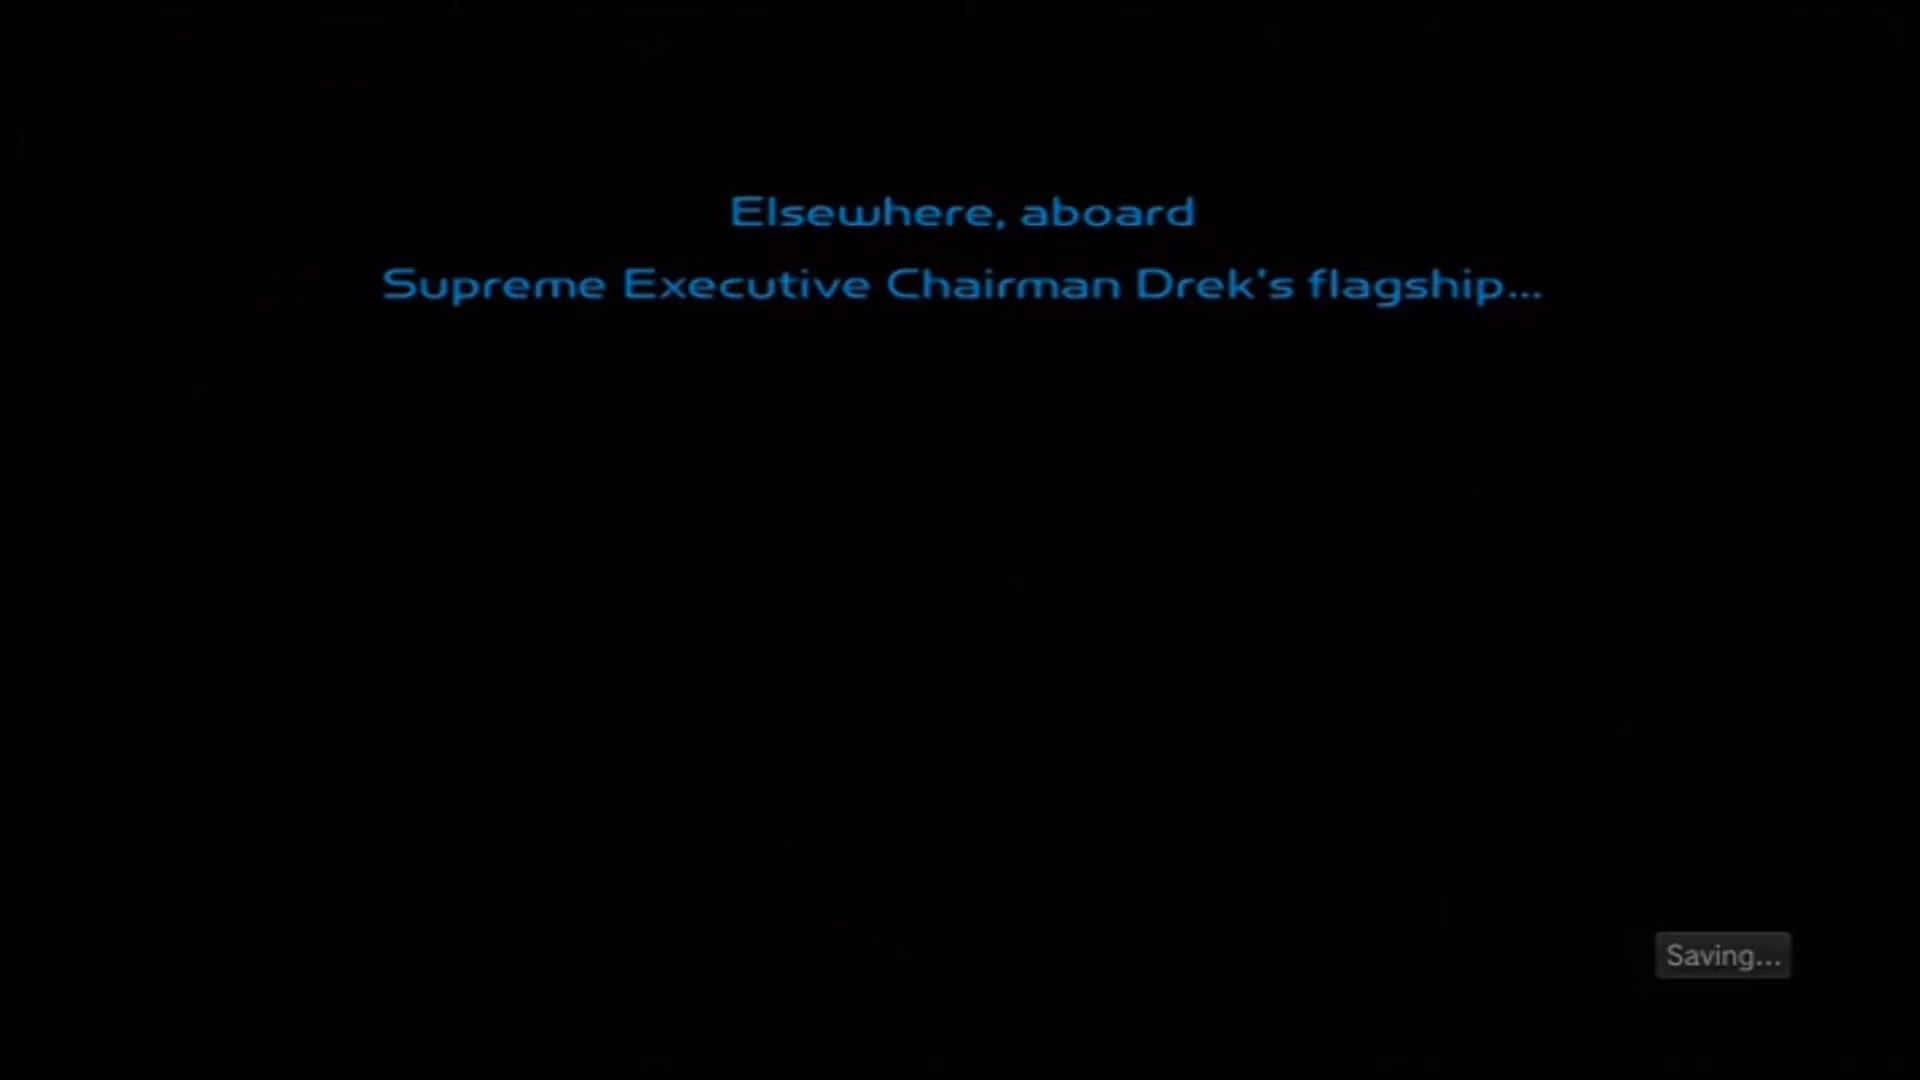 Elsewhere, aboard
Supreme Executive Chairman Drek's flagship...
Saving...